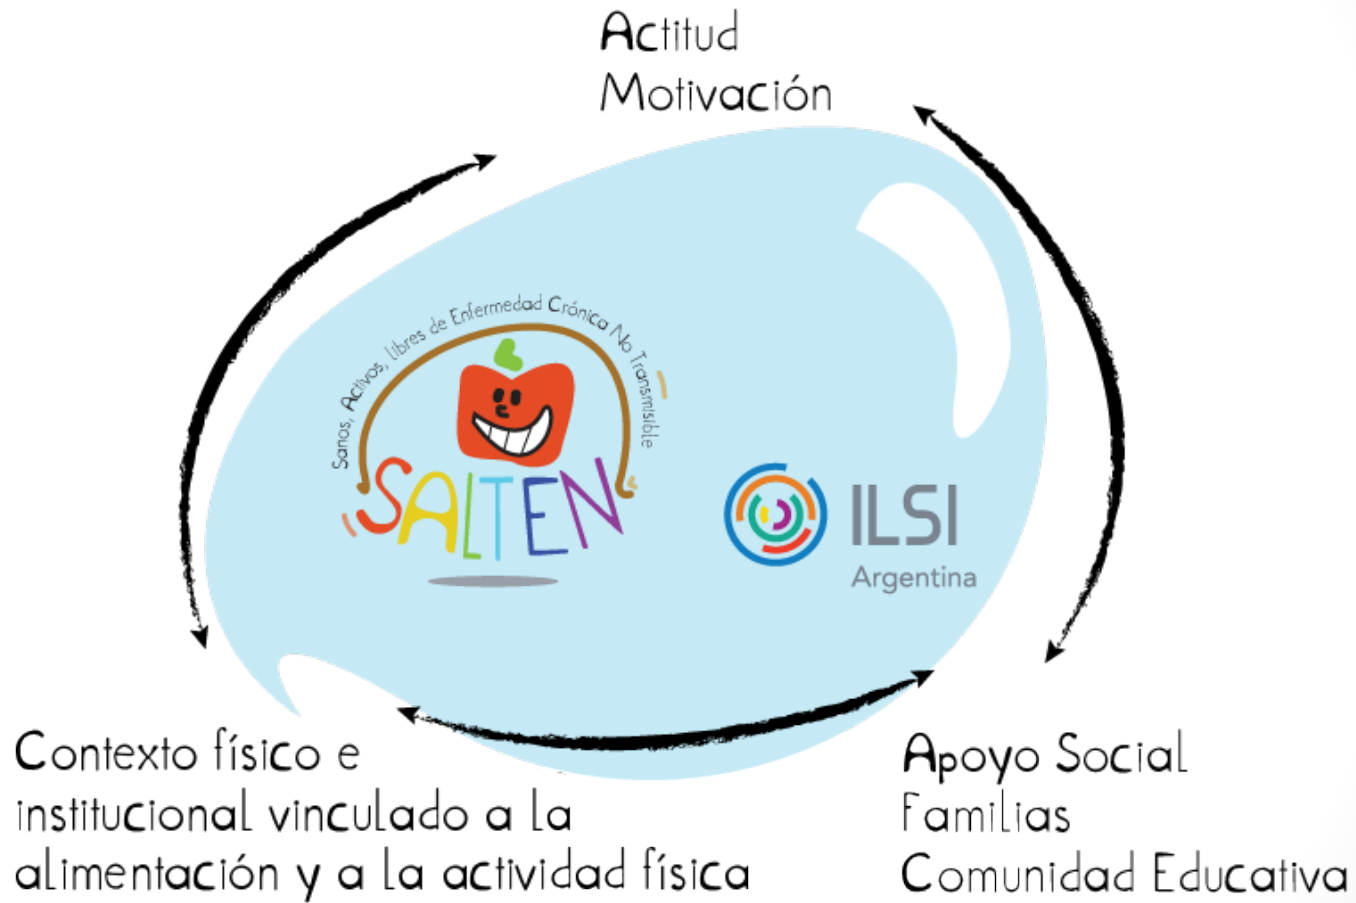 Actitud
Motivación
Sanos, Activos, libres de Enfermedad Crónica No Transmisible
SALTEN
ILSI
Argentina
Contexto físico e
institucional vinculado a la
alimentación y a la actividad física
Apoyo Social
Familias
Comunidad Educativa